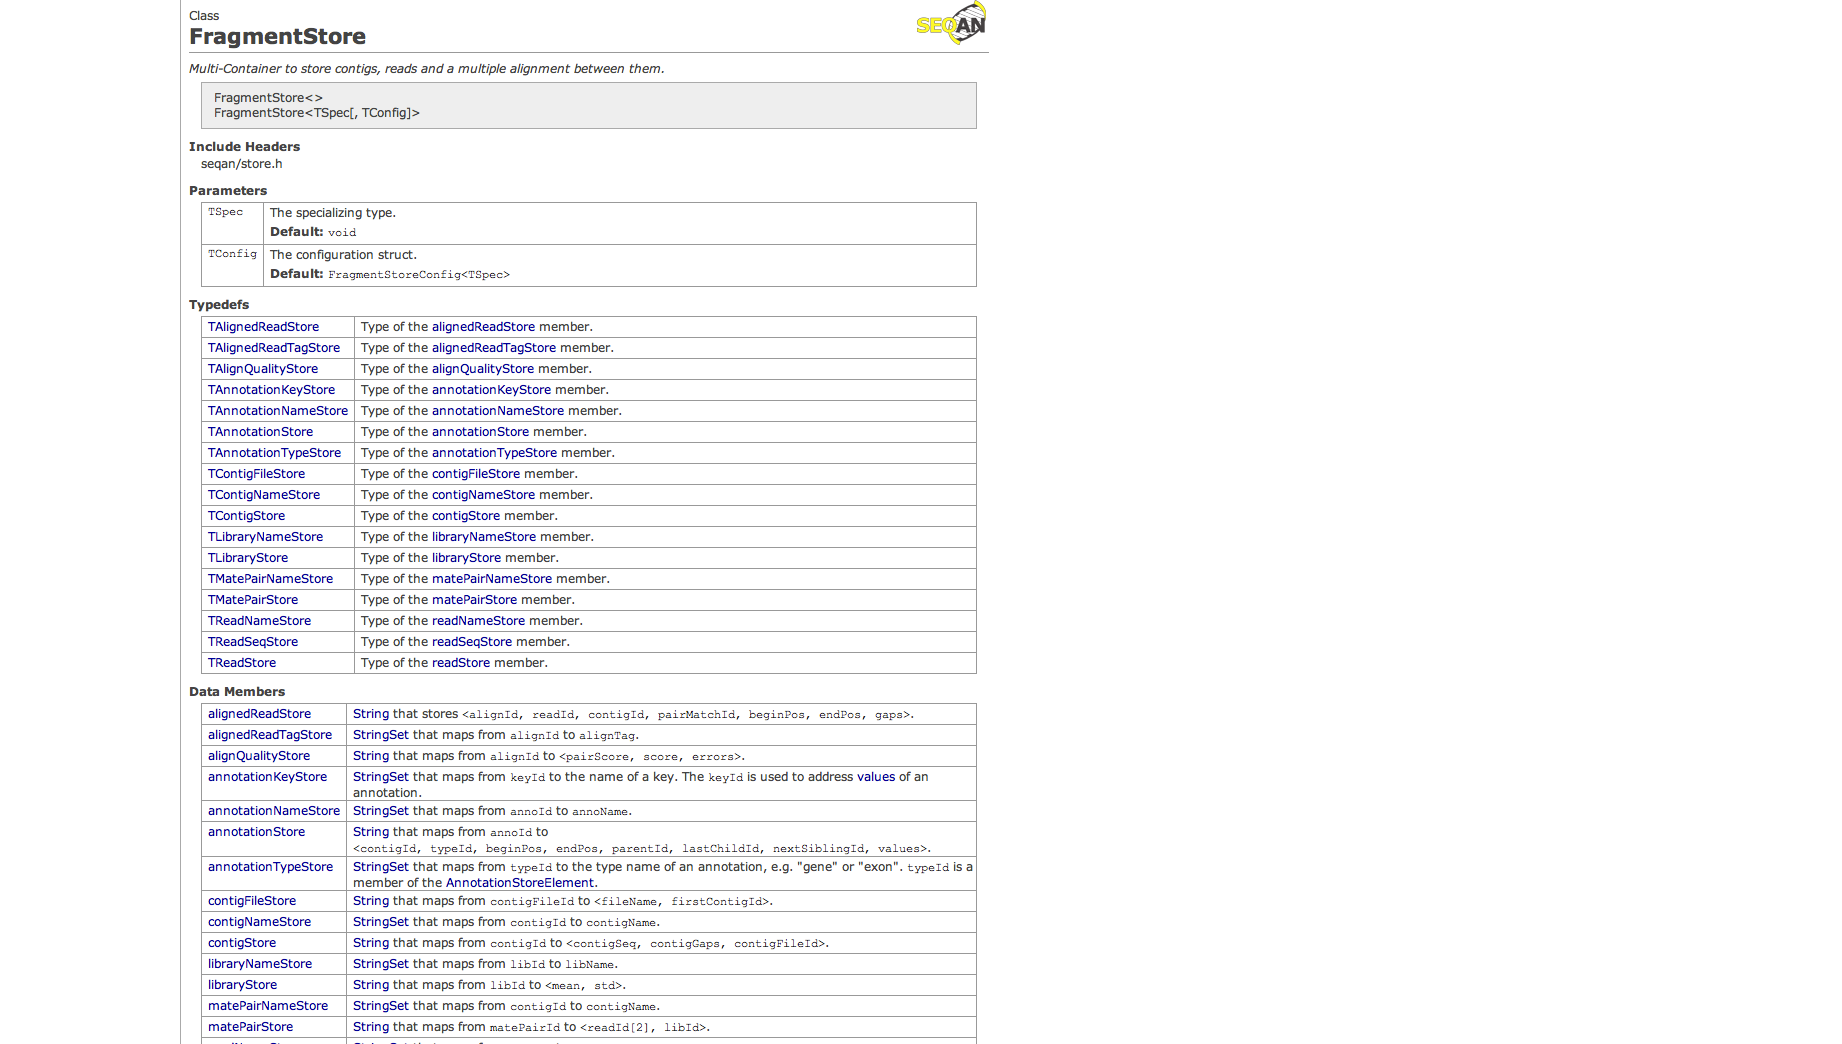 Class
FragmentStore
SEQAN
Multi-Container to store contigs, reads and a multiple alignment between them.
FragmentStore<>
FragmentStore<TSpec[, TConfig]>
Include Headers
seqan/store.h
Parameters
TSpec The specializing type.
Default: void
TConfig The configuration struct.
Default: FragmentStoreConfig<TSpec>
Typedefs
TAlignedReadStore Type of the alignedReadStore member.
TAlignedReadTagStore Type of the alignedReadTagStore member.
TAlignQualityStore Type of the alignQualityStore member.
TAnnotationKeyStore Type of the annotationKeyStore member.
TAnnotationNameStore Type of the annotationNameStore member.
TAnnotationStore Type of the annotationStore member.
TAnnotationTypeStore Type of the annotationTypeStore member.
TContigFileStore Type of the contigFileStore member.
TContigNameStore Type of the contigNameStore member.
TContigStore Type of the contigStore member.
TLibraryNameStore Type of the libraryNameStore member.
TLibraryStore Type of the libraryStore member.
TMatePairNameStore Type of the matePairNameStore member.
TMatePairStore Type of the matePairStore member.
TReadNameStore Type of the readNameStore member.
TReadSeqStore Type of the readSeqStore member.
TReadStore Type of the readStore member.
Data Members
alignedReadStore String that stores <alignId, readId, contigId, pairMatchId, beginPos, endPos, gaps>.
alignedReadTagStore StringSet that maps from alignId to alignTag.
alignQualityStore String that maps from alignId to <pairScore, score, errors>.
annotationKeyStore StringSet that maps from keyId to the name of a key. The keyId is used to address values of an
annotation.
annotationNameStore StringSet that maps from annoId to annoName.
annotationStore String that maps from annoId to
<contigId, typeId, beginPos, endPos, parentId, lastChildId, nextSiblingId, values>.
annotationTypeStore StringSet that maps from typeId to the type name of an annotation, e.g. "gene" or "exon". typeId is a
member of the AnnotationStoreElement.
contigFileStore String that maps from contigFileId to <fileName, firstContigId>.
contigNameStore StringSet that maps from contigId to contigName.
contigStore String that maps from contigId to <contigSeq, contigGaps, contigFileId>.
libraryNameStore StringSet that maps from libId to libName.
libraryStore String that maps from libId to <mean, std>.
matePairNameStore StringSet that maps from contigId to contigName.
matePairStore String that maps from matePairId to <readId[2], libId>.